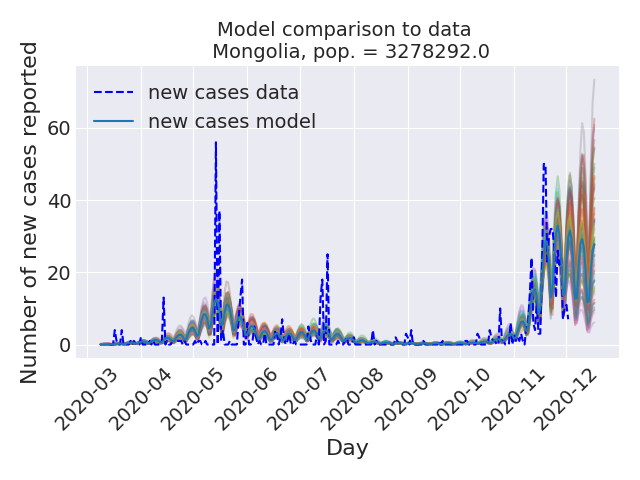 Model comparison to data
Mongolia, pop. = 3278292.0
Number of new cases reported
60
40
20
0
new cases data
new cases model
2020-03
2020-04
2020-05
2020-06
2020-07
2020-08
2020-09
2020-10
2020-11
2020-12
Day